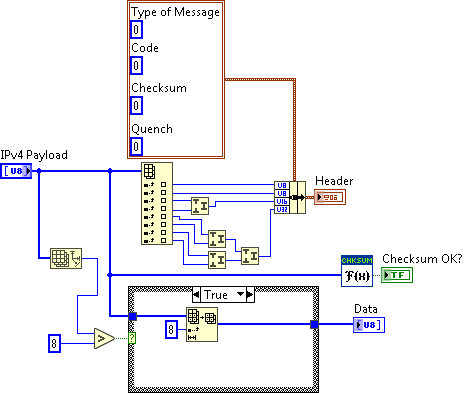 Type of Message
0
Code
0
Checksum
0
Quench
0
IPv4 Payload
[U8]
U8
U8
U16
U32
Header
CHKSUM
F(x)
Checksum OK?
TF
True
8
8
>
?
Data
U8]